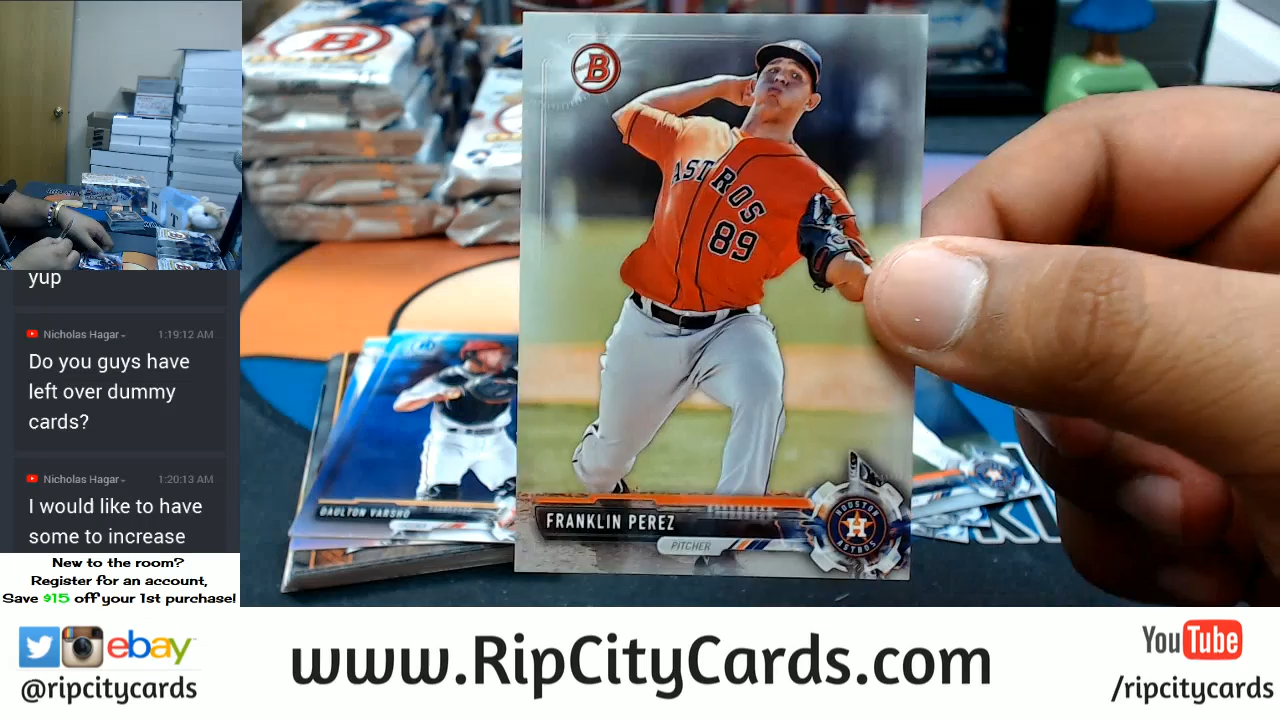 B
B
ASTROS
89
DAULTON VARSHO
FRANKLIN PEREZ
PITCHER
HOUSTON
H
ASTROS
yup
Nicholas Hagar
1:19:12 AM
Do you guys have
left over dummy
cards?
Nicholas Hagar
1:20:13 AM
I would like to have
some to increase
New to the room?
Register for an account,
Save $15 off your 1st purchase!
ebay
@ripcitycards
www.RipCityCards.com
YouTube
/ripcitycards